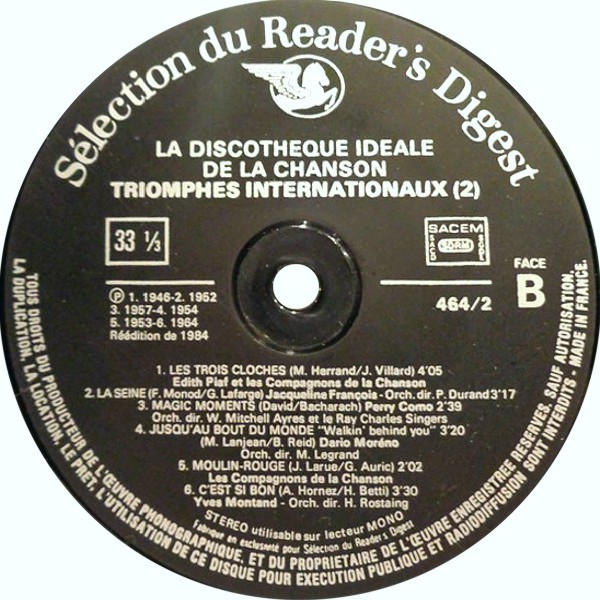 Sélection du Reader's Digest
LA DISCOTHEQUE IDEALE
DE LA CHANSON
TRIOMPHES INTERNATIONAUX (2)
33 1/3
SACEM
SACD
SDRM
SGDL
FACE
B
Ⓟ 1. 1946-2. 1952
3. 1957-4. 1954
5. 1953-6. 1964
Réédition de 1984
464/2
1. LES TROIS CLOCHES (M. Herrand/J. Villard) 4'05
Edith Piaf et les Compagnons de la Chanson
2. LA SEINE (F. Monod/G. Lafarge) Jacqueline François - Orch. dir. P. Durand 3'17
3. MAGIC MOMENTS (David/Bacharach) Perry Como 2'39
Orch. dir. W. Mitchell Ayres et le Ray Charles Singers
4. JUSQU'AU BOUT DU MONDE "Walkin' behind you" 3'20
(M. Lanjean/B. Reid) Dario Moréno
Orch. dir. M. Legrand
5. MOULIN-ROUGE (J. Larue/G. Auric) 2'02
Les Compagnons de la Chanson
6. C'EST SI BON (A. Hornez/H. Betti) 3'30
Yves Montand - Orch. dir. H. Rostaing
STEREO utilisable sur lecteur MONO
Fabriqué en exclusivité pour Sélection du Reader's Digest
TOUS DROITS DU PRODUCTEUR DE L'ŒUVRE PHONOGRAPHIQUE, ET DU PROPRIETAIRE DE L'ŒUVRE ENREGISTREE RESERVES. SAUF AUTORISATION,
LA DUPLICATION, LA LOCATION, LE PRET, L'UTILISATION DE CE DISQUE POUR EXECUTION PUBLIQUE ET RADIODIFFUSION SONT INTERDITS - MADE IN FRANCE.